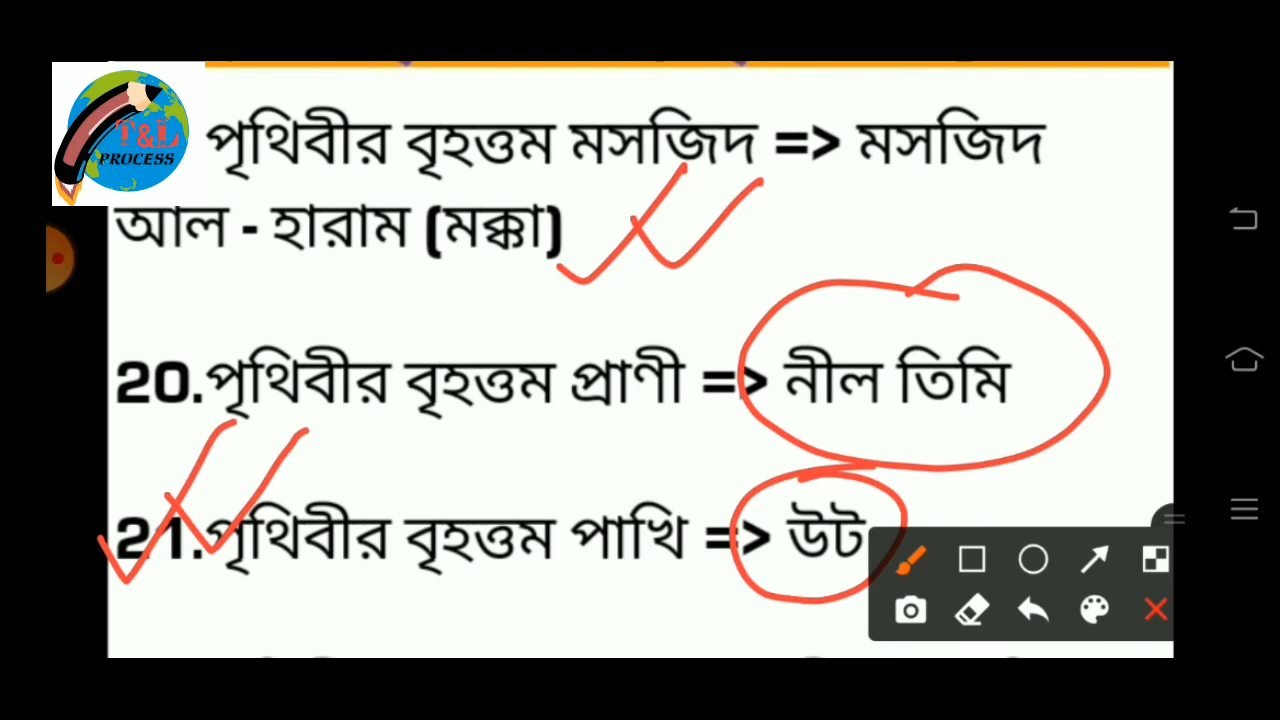 T&L
PROCESS
পৃথিবীর বৃহত্তম মসজিদ => মসজিদ
আল - হারাম (মক্কা)
20.পৃথিবীর বৃহত্তম প্রাণী => নীল তিমি
21.পৃথিবীর বৃহত্তম পাখি => উট